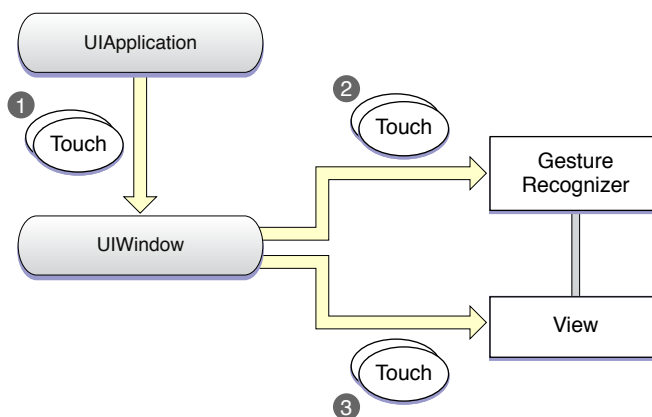 UIApplication
1
Touch
2
Touch
Gesture
Recognizer
UIWindow
View
Touch
3